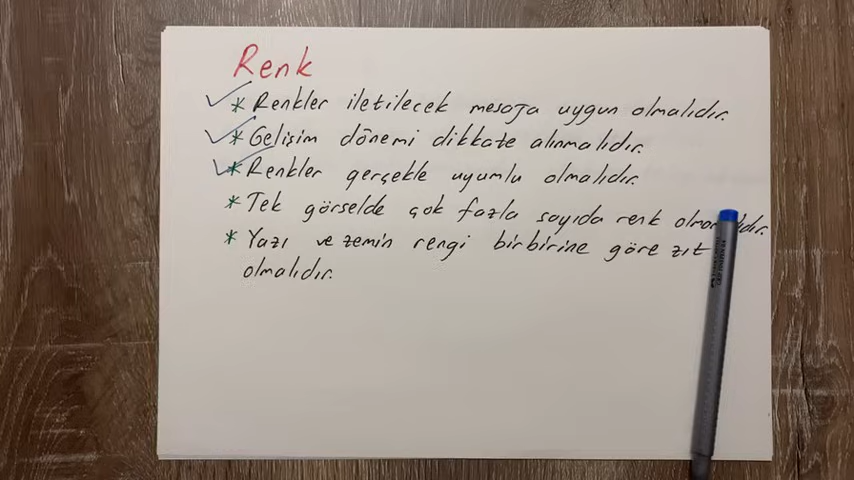 Renk
* Renkler iletilecek mesaja uygun olmalıdır.
* Gelişim dönemi dikkate alınmalıdır.
* Renkler gerçekle uyumlu olmalıdır.
* Tek görselde çok fazla sayıda renk
* Yazı ve zemin rengi birbirine göre zıt
olmalıdır.